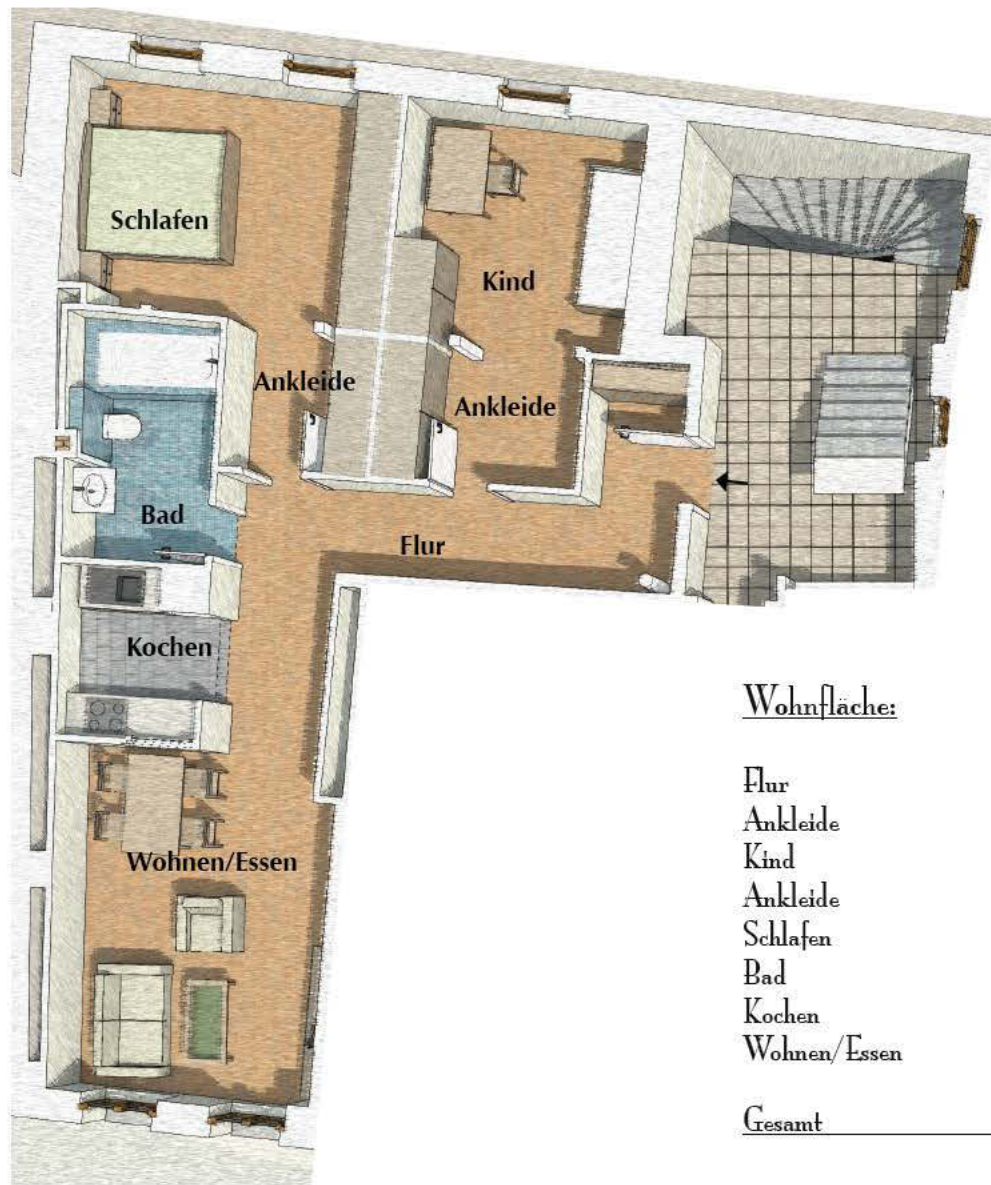 Schlafen
Kind
Ankleide
Ankleide
Bad
Flur
Kochen
Wohnen/Essen
Wohnfläche:
Flur
Ankleide
Kind
Ankleide
Schlafen
Bad
Kochen
Wohnen/Essen
Gesamt